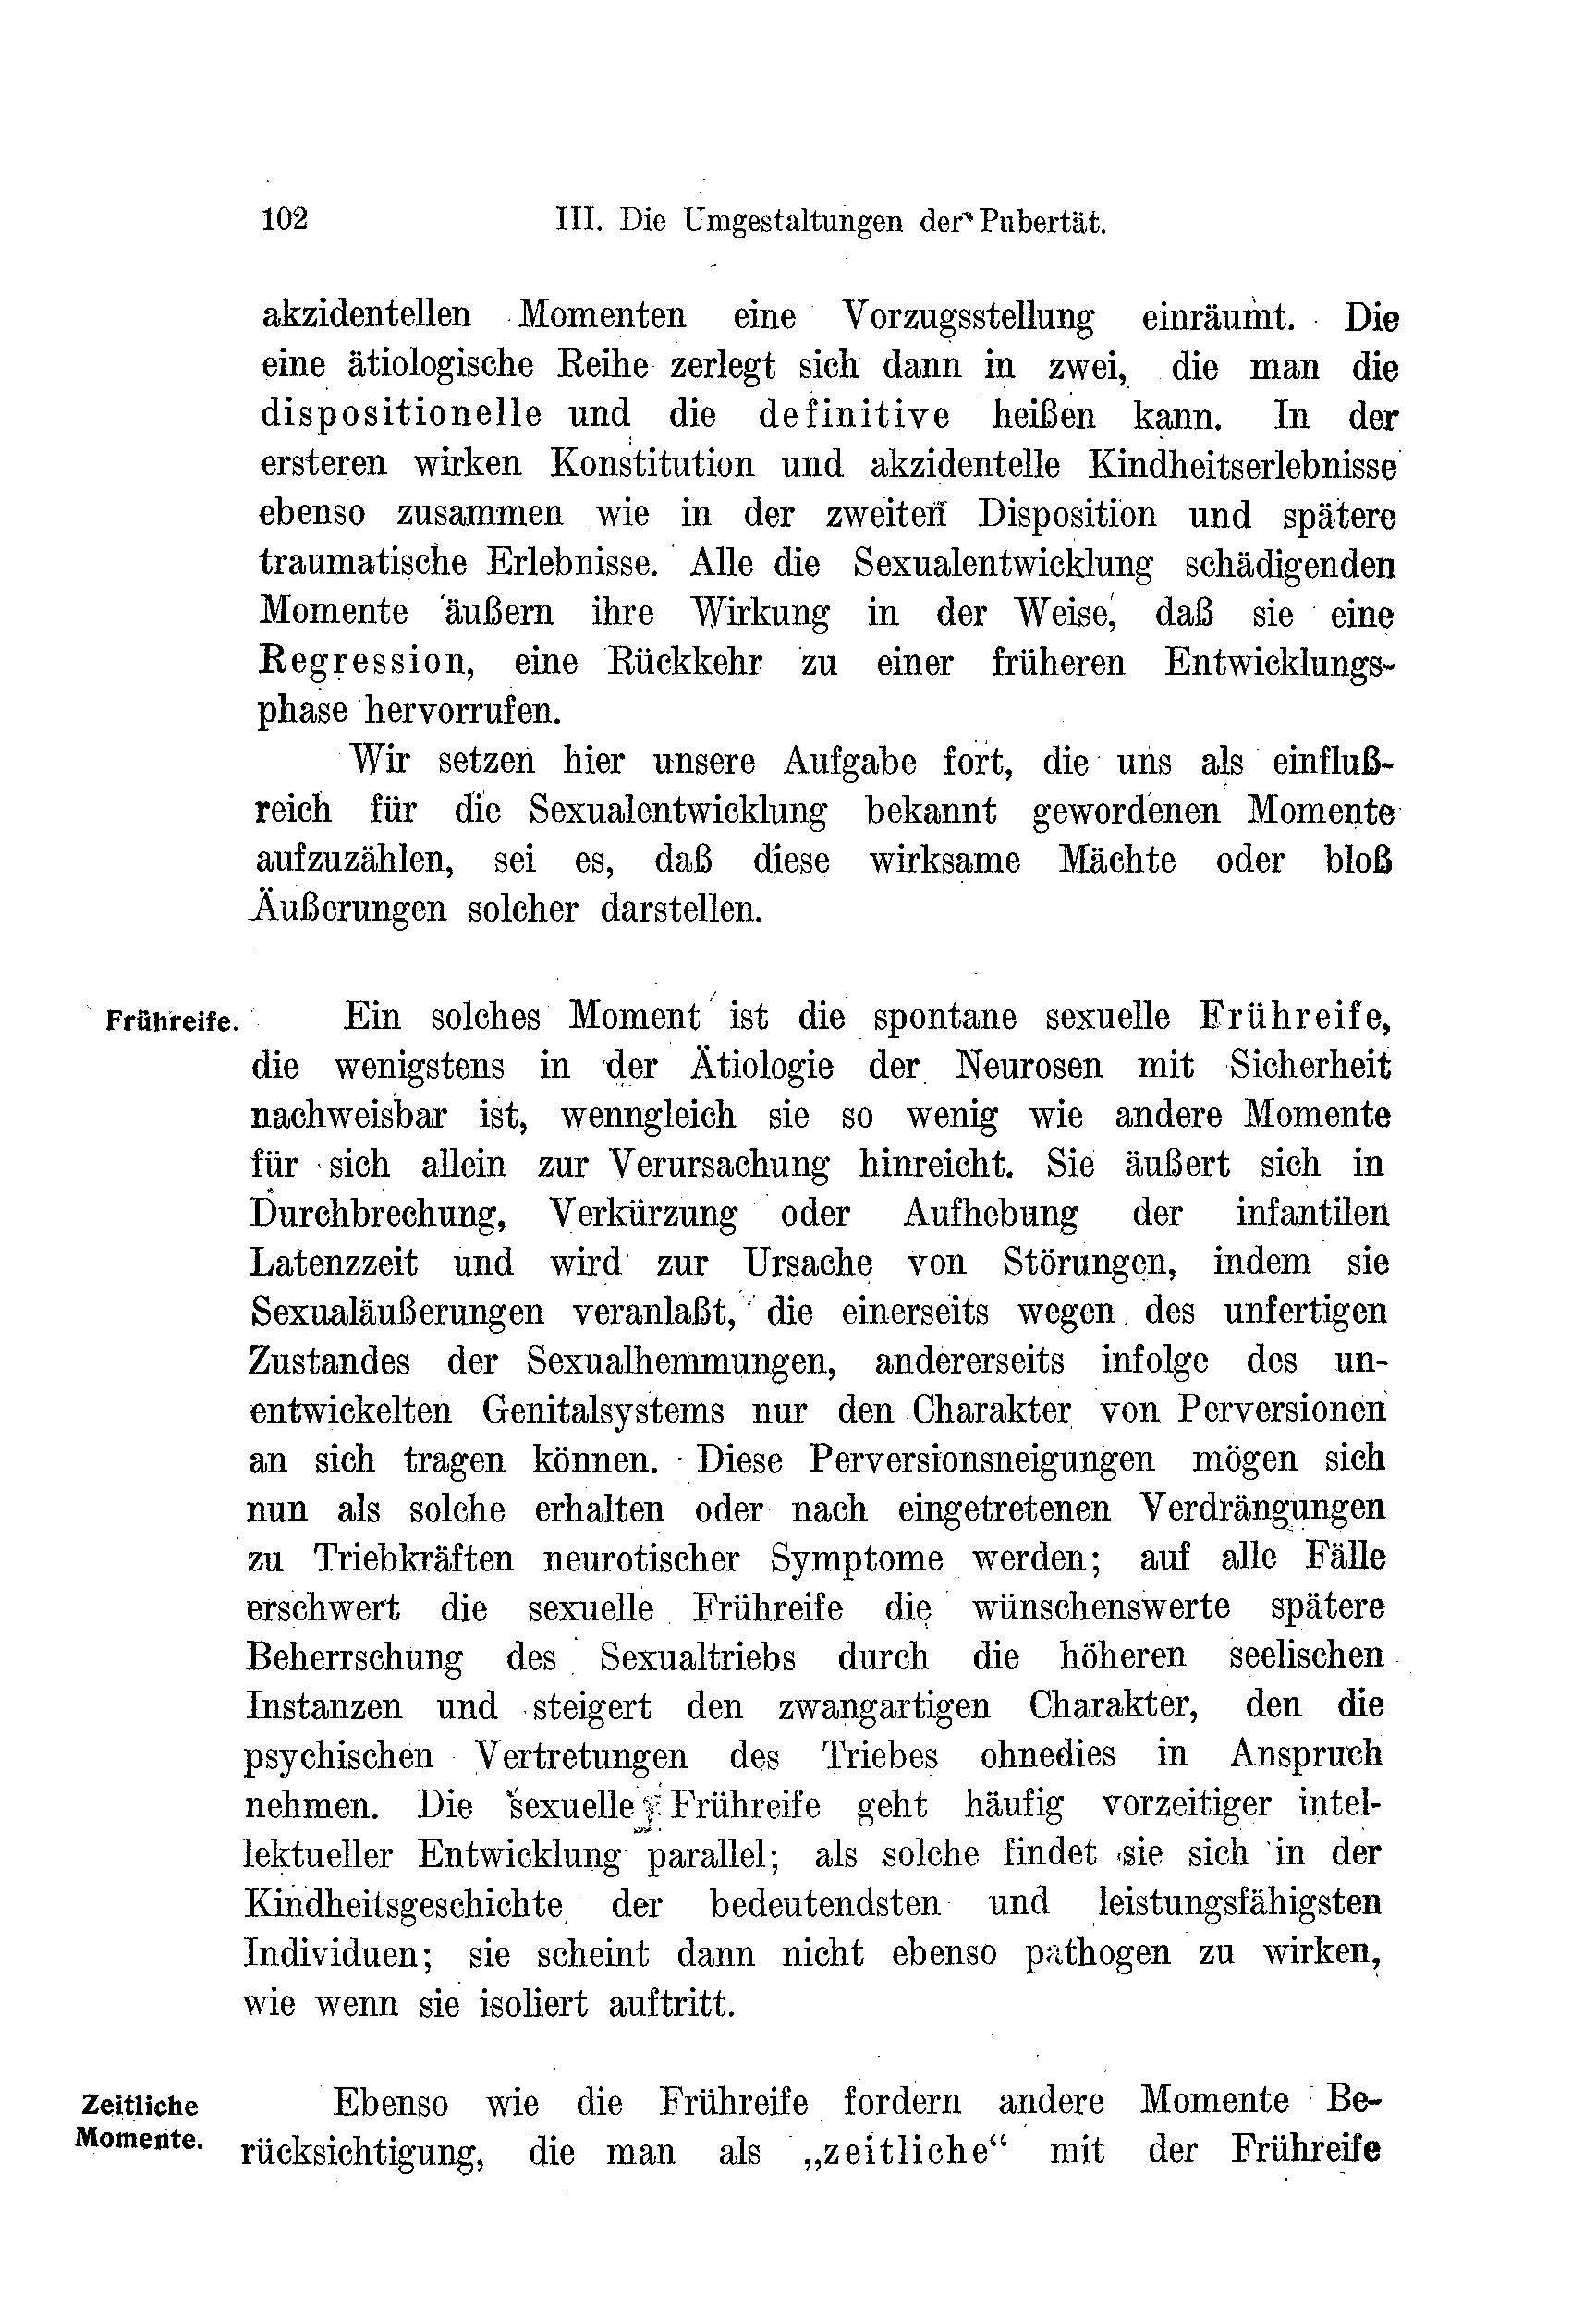 102 III. Die Umgestaltungen der Pubertät.
akzidentellen Momenten eine Vorzugsstellung einräumt. Die
eine ätiologische Reihe zerlegt sich dann in zwei, die man die
dispositionelle und die definitive heißen kann. In der
ersteren wirken Konstitution und akzidentelle Kindheitserlebnisse
ebenso zusammen wie in der zweiten Disposition und spätere
traumatische Erlebnisse. Alle die Sexualentwicklung schädigenden
Momente äußern ihre Wirkung in der Weise, daß sie eine
Regression, eine Rückkehr zu einer früheren Entwicklungs-
phase hervorrufen.
Wir setzen hier unsere Aufgabe fort, die uns als einfluß-
reich für die Sexualentwicklung bekannt gewordenen Momente
aufzuzählen, sei es, daß diese wirksame Mächte oder bloß
Äußerungen solcher darstellen.
Frühreife. Ein solches Moment ist die spontane sexuelle Frühreife,
die wenigstens in der Ätiologie der Neurosen mit Sicherheit
nachweisbar ist, wenngleich sie so wenig wie andere Momente
für sich allein zur Verursachung hinreicht. Sie äußert sich in
Durchbrechung, Verkürzung oder Aufhebung der infantilen
Latenzzeit und wird zur Ursache von Störungen, indem sie
Sexualäußerungen veranlaßt, die einerseits wegen des unfertigen
Zustandes der Sexualhemmungen, andererseits infolge des un-
entwickelten Genitalsystems nur den Charakter von Perversionen
an sich tragen können. Diese Perversionsneigungen mögen sich
nun als solche erhalten oder nach eingetretenen Verdrängungen
zu Triebkräften neurotischer Symptome werden; auf alle Fälle
erschwert die sexuelle Frühreife die wünschenswerte spätere
Beherrschung des Sexualtriebs durch die höheren seelischen
Instanzen und steigert den zwangartigen Charakter, den die
psychischen Vertretungen des Triebes ohnedies in Anspruch
nehmen. Die sexuelle Frühreife geht häufig vorzeitiger intel-
lektueller Entwicklung parallel; als solche findet sie sich in der
Kindheitsgeschichte der bedeutendsten und leistungsfähigsten
Individuen; sie scheint dann nicht ebenso pathogen zu wirken,
wie wenn sie isoliert auftritt.
Zeitliche Ebenso wie die Frühreife fordern andere Momente Be-
Momente. rücksichtigung, die man als „zeitliche“ mit der Frühreife